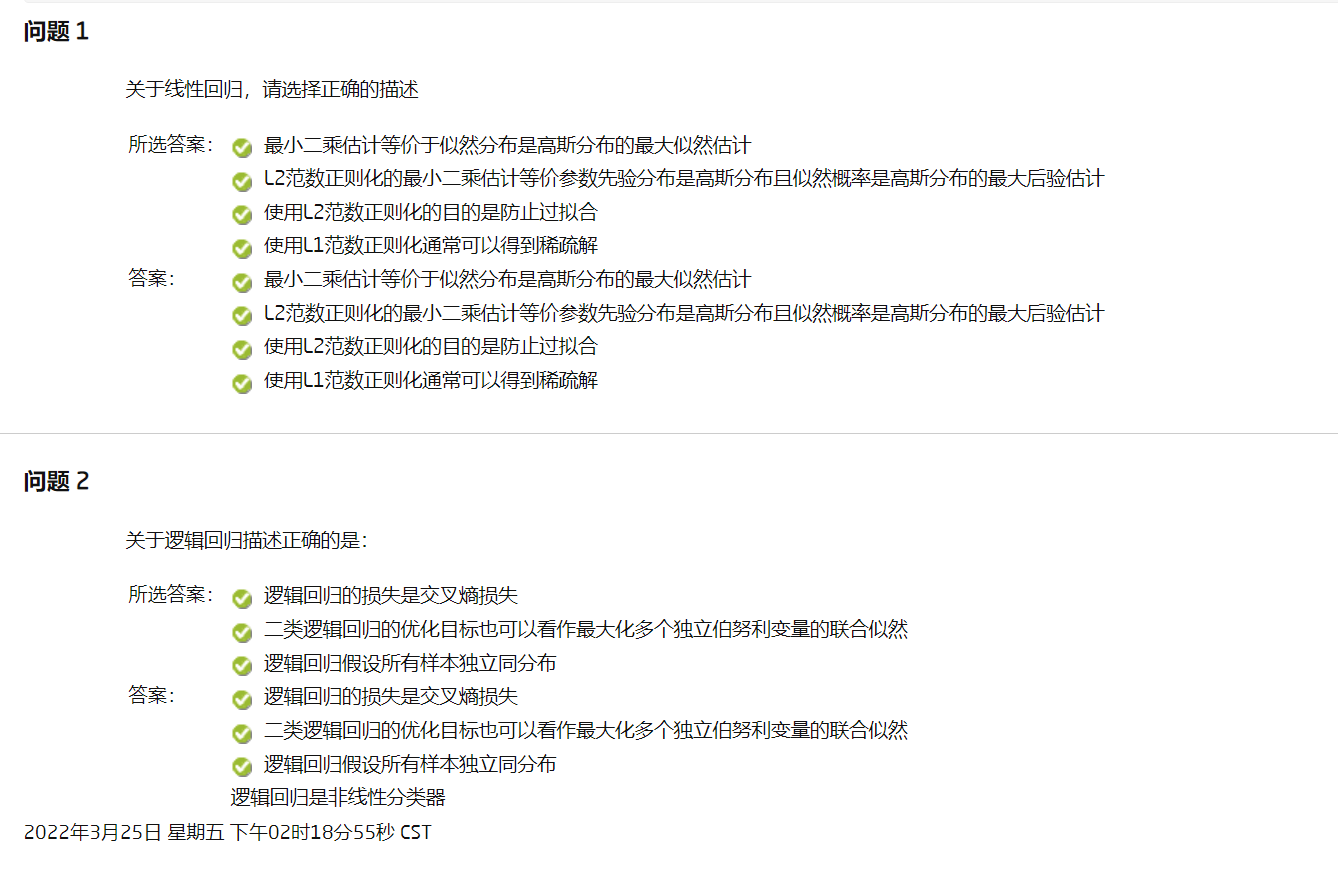 问题 1
关于线性回归，请选择正确的描述
所选答案： 最小二乘估计等价于似然分布是高斯分布的最大似然估计
L2范数正则化的最小二乘估计等价参数先验分布是高斯分布且似然概率是高斯分布的最大后验估计
使用L2范数正则化的目的是防止过拟合
使用L1范数正则化通常可以得到稀疏解
答案： 最小二乘估计等价于似然分布是高斯分布的最大似然估计
L2范数正则化的最小二乘估计等价参数先验分布是高斯分布且似然概率是高斯分布的最大后验估计
使用L2范数正则化的目的是防止过拟合
使用L1范数正则化通常可以得到稀疏解
问题 2
关于逻辑回归描述正确的是：
所选答案： 逻辑回归的损失是交叉熵损失
二类逻辑回归的优化目标也可以看作最大化多个独立伯努利变量的联合似然
逻辑回归假设所有样本独立同分布
答案： 逻辑回归的损失是交叉熵损失
二类逻辑回归的优化目标也可以看作最大化多个独立伯努利变量的联合似然
逻辑回归假设所有样本独立同分布
逻辑回归是非线性分类器
2022年3月25日 星期五 下午02时18分55秒 CST